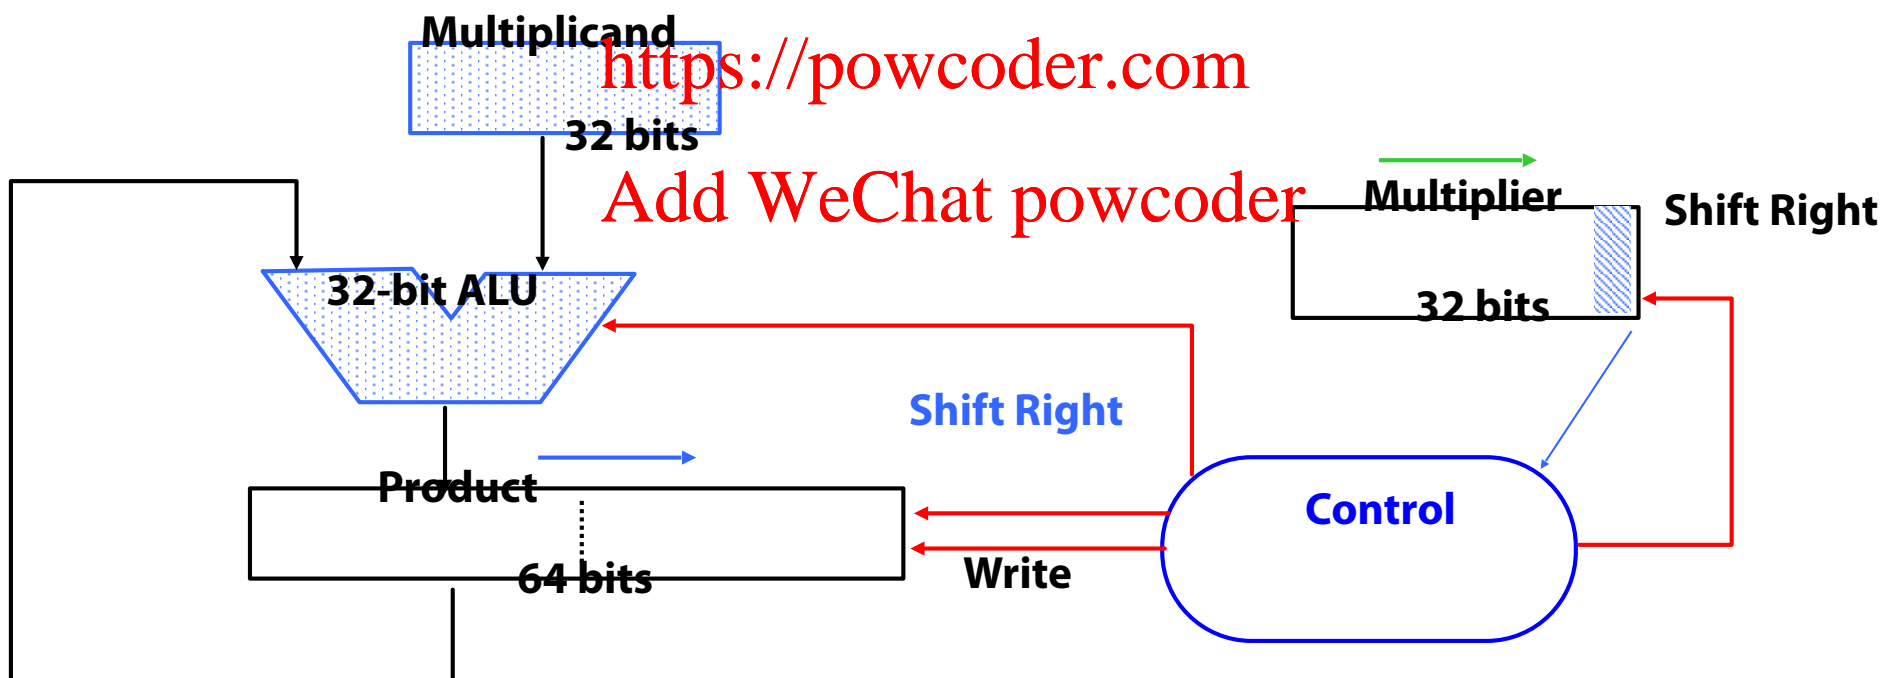 Multiplicand
https://powcoder.com
32 bits
Add WeChat powcoder
Multiplier
Shift Right
32-bit ALU
32 bits
Shift Right
Product
Control
Write
64 bits